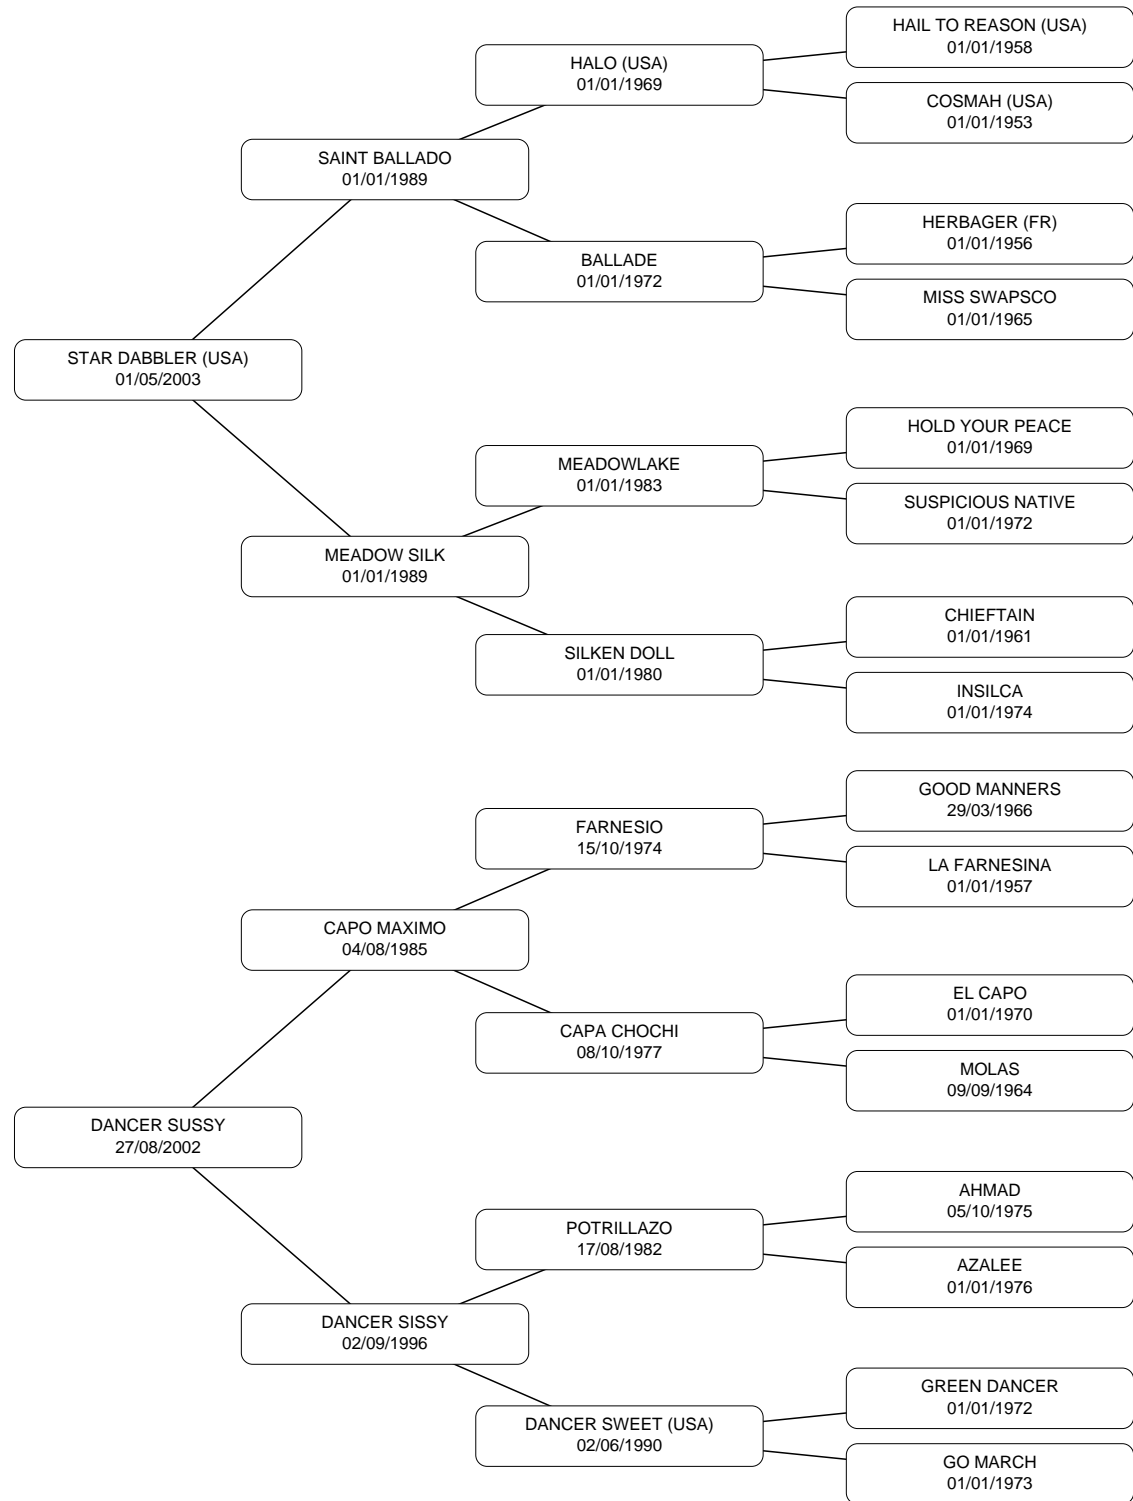 HAIL TO REASON (USA)
01/01/1958
HALO (USA)
01/01/1969
COSMAH (USA)
01/01/1953
SAINT BALLADO
01/01/1989
HERBAGER (FR)
01/01/1956
BALLADE
01/01/1972
MISS SWAPSCO
01/01/1965
STAR DABBLER (USA)
01/05/2003
HOLD YOUR PEACE
01/01/1969
MEADOWLAKE
01/01/1983
SUSPICIOUS NATIVE
01/01/1972
MEADOW SILK
01/01/1989
CHIEFTAIN
01/01/1961
SILKEN DOLL
01/01/1980
INSILCA
01/01/1974
GOOD MANNERS
29/03/1966
FARNESIO
15/10/1974
LA FARNESINA
01/01/1957
CAPO MAXIMO
04/08/1985
EL CAPO
01/01/1970
CAPA CHOCHI
08/10/1977
MOLAS
09/09/1964
DANCER SUSSY
27/08/2002
AHMAD
05/10/1975
POTRILLAZO
17/08/1982
AZALEE
01/01/1976
DANCER SISSY
02/09/1996
GREEN DANCER
01/01/1972
DANCER SWEET (USA)
02/06/1990
GO MARCH
01/01/1973